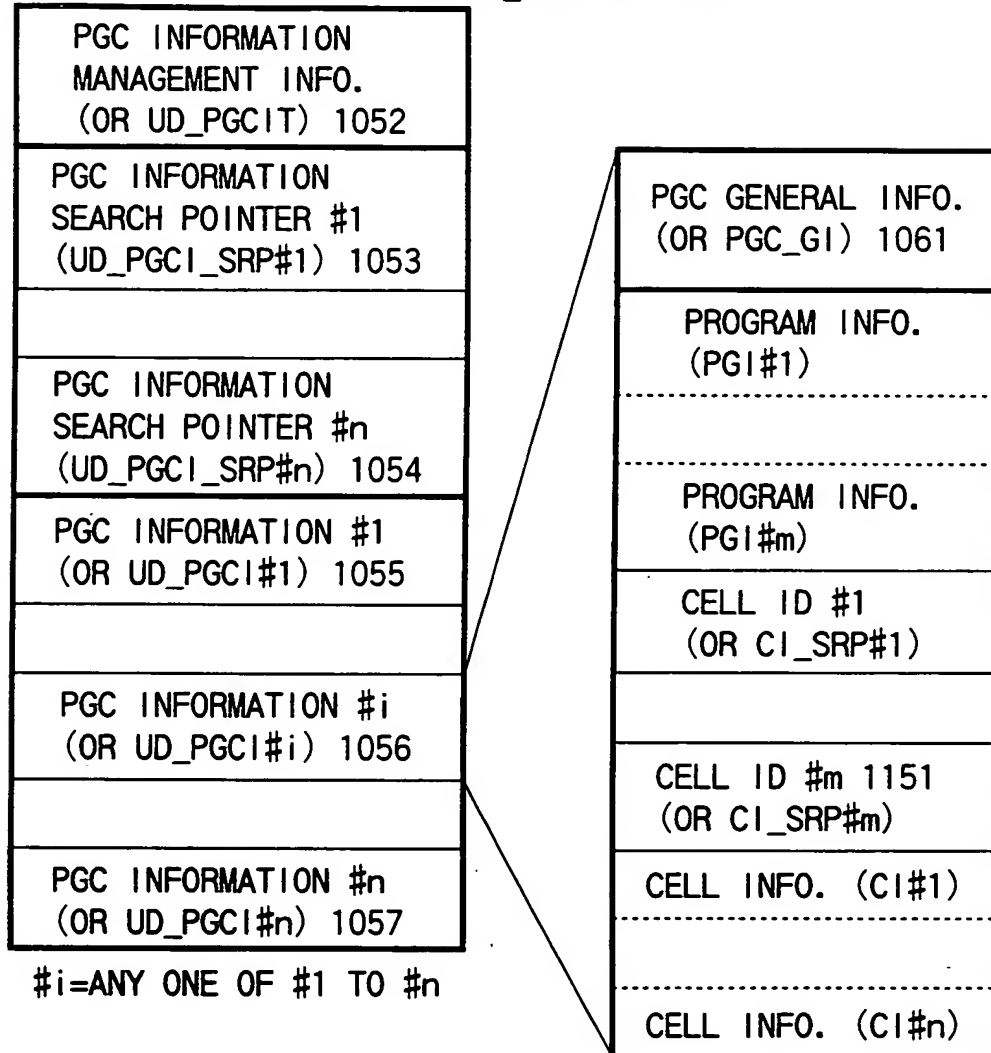 PGC INFORMATION
MANAGEMENT INFO.
(OR UD_PGCIT) 1052
PGC INFORMATION
SEARCH POINTER #1
(UD_PGCI_SRP#1) 1053
PGC INFORMATION
SEARCH POINTER #n
(UD_PGCI_SRP#n) 1054
PGC INFORMATION #1
(OR UD_PGCI#1) 1055
PGC INFORMATION #i
(OR UD_PGCI#i) 1056
PGC INFORMATION #n
(OR UD_PGCI#n) 1057
#i=ANY ONE OF #1 TO #n
PGC GENERAL INFO.
(OR PGC_GI) 1061
PROGRAM INFO.
(PGI#1)
PROGRAM INFO.
(PGI#m)
CELL ID #1
(OR CI_SRP#1)
CELL ID #m 1151
(OR CI_SRP#m)
CELL INFO. (CI#1)
CELL INFO. (CI#n)